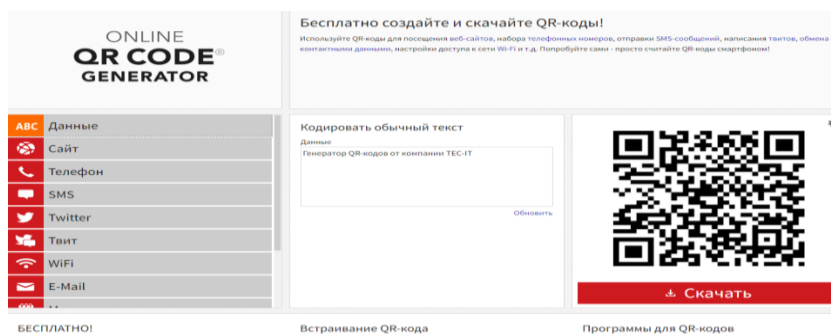 ONLINE
QR CODE®
GENERATOR
Бесплатно создайте и скачайте QR-коды!
Используйте QR-коды для посещения веб-сайтов, набора телефонных номеров, отправки SMS-сообщений, написания твитов, обмена
контактными данными, настройки доступа к сети Wi-Fi и т.д. Попробуйте сами - просто считайте QR-коды смартфоном!
ABC Данные
Сайт
Телефон
SMS
Twitter
Твит
WiFi
E-Mail
Кодировать обычный текст
Данные
Генератор QR-кодов от компании TEC-IT
Обновить
Скачать
БЕСПЛАТНО!
Встраивание QR-кода
Программы для QR-кодов